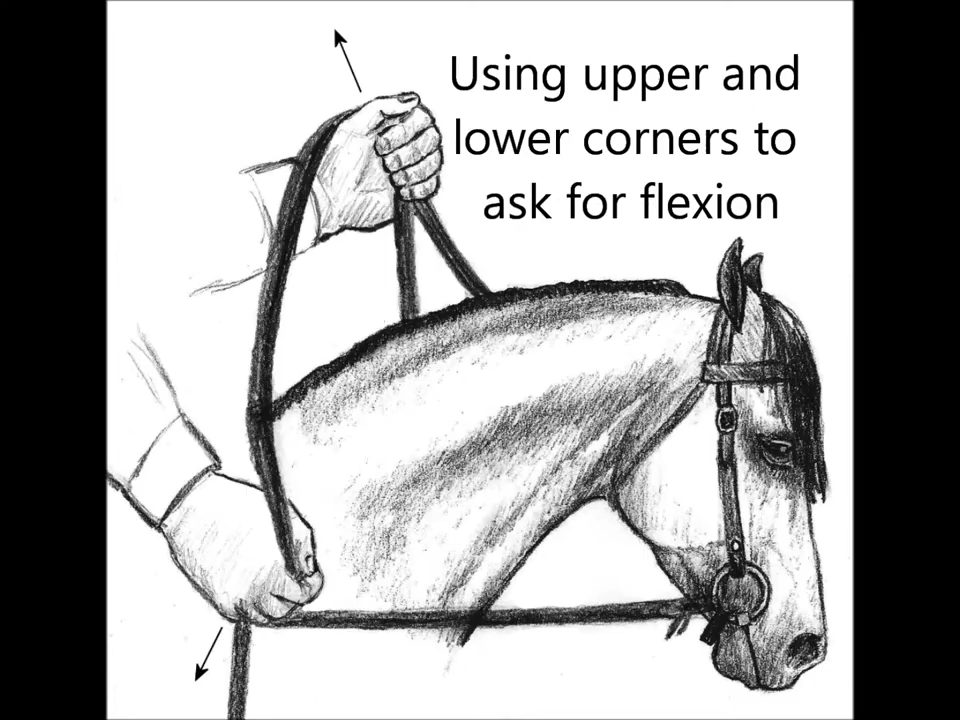 Using upper and
lower corners to
ask for flexion